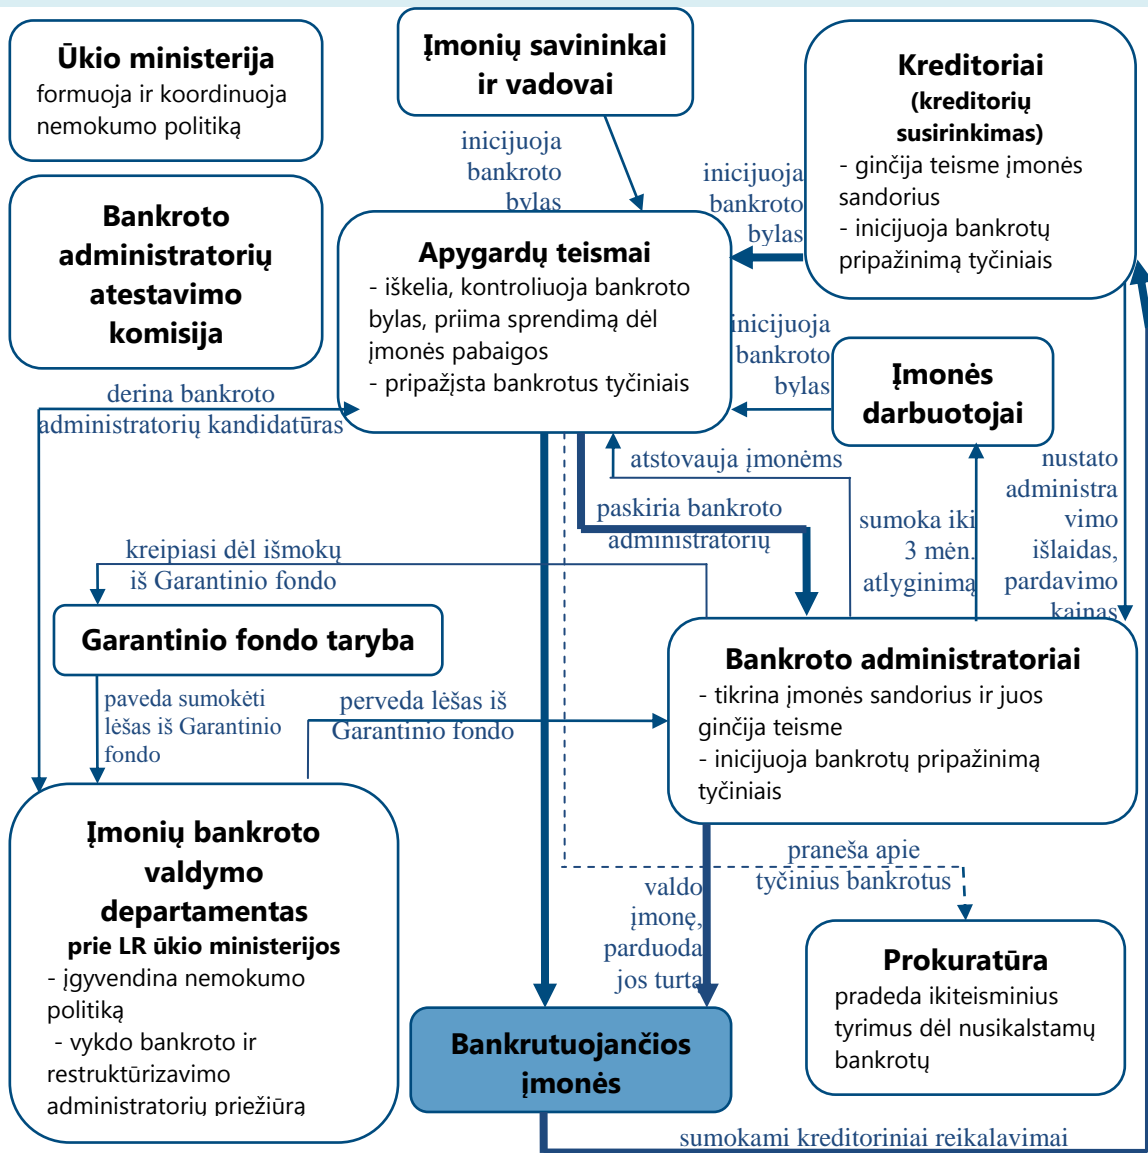 Ūkio ministerija
formuoja ir koordinuoja
nemokumo politiką
Įmonių savininkai
ir vadovai
Kreditoriai
(kreditorių
susirinkimas)
- ginčija teisme įmonės
sandorius
- inicijuoja bankrotų
pripažinimą tyčiniais
inicijuoja
bankroto
bylas
inicijuoja
bankroto
bylas
Bankroto
administratorių
atestavimo
komisija
Apygardų teismai
- iškelia, kontroliuoja bankroto
bylas, priima sprendimą dėl
įmonės pabaigos
- pripažįsta bankrotus tyčiniais
inicijuoja
bankroto
bylas
Įmonės
darbuotojai
derina bankroto
administratorių kandidatūras
atstovauja įmonėms
paskiria bankroto
administratorių
sumoka iki
3 mėn.
atlyginimą
nustato
administra
vimo
išlaidas,
pardavimo
kainas
kreipiasi dėl išmokų
iš Garantinio fondo
Garantinio fondo taryba
paveda sumokėti
lėšas iš Garantinio
fondo
perveda lėšas iš
Garantinio fondo
Bankroto administratoriai
- tikrina įmonės sandorius ir juos
ginčija teisme
- inicijuoja bankrotų pripažinimą
tyčiniais
Įmonių bankroto
valdymo
departamentas
prie LR ūkio ministerijos
- įgyvendina nemokumo
politiką
- vykdo bankroto ir
restruktūrizavimo
administratorių priežiūrą
praneša apie
tyčinius bankrotus
valdo
įmonę,
parduoda
jos turtą
Prokuratūra
pradeda ikiteisminius
tyrimus dėl nusikalstamų
bankrotų
Bankrutuojančios
įmonės
sumokami kreditoriniai reikalavimai